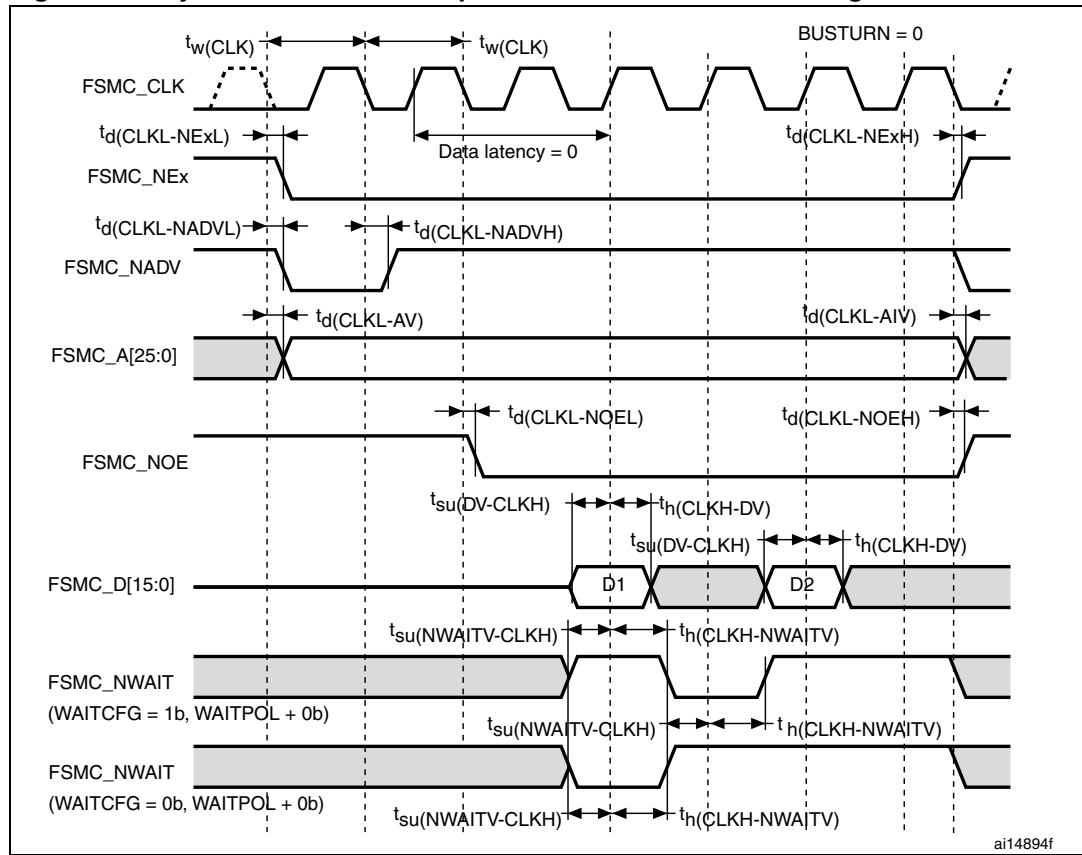 BUSTURN = 0
tw(CLK)
tw(CLK)
FSMC_CLK
td(CLKL-NExL)
Data latency = 0
td(CLKL-NExH)
FSMC_NEx
td(CLKL-NADVL)
td(CLKL-NADVH)
FSMC_NADV
td(CLKL-AV)
td(CLKL-AIV)
FSMC_A[25:0]
td(CLKL-NOEL)
td(CLKL-NOEH)
FSMC_NOE
tsu(DV-CLKH)
th(CLKH-DV)
tsu(DV-CLKH)
th(CLKH-DV)
FSMC_D[15:0]
D1
D2
tsu(NWAITV-CLKH)
th(CLKH-NWAITV)
FSMC_NWAIT
(WAITCFG = 1b, WAITPOL + 0b)
tsu(NWAITV-CLKH)
th(CLKH-NWAITV)
FSMC_NWAIT
(WAITCFG = 0b, WAITPOL + 0b)
tsu(NWAITV-CLKH)
th(CLKH-NWAITV)
ai14894f